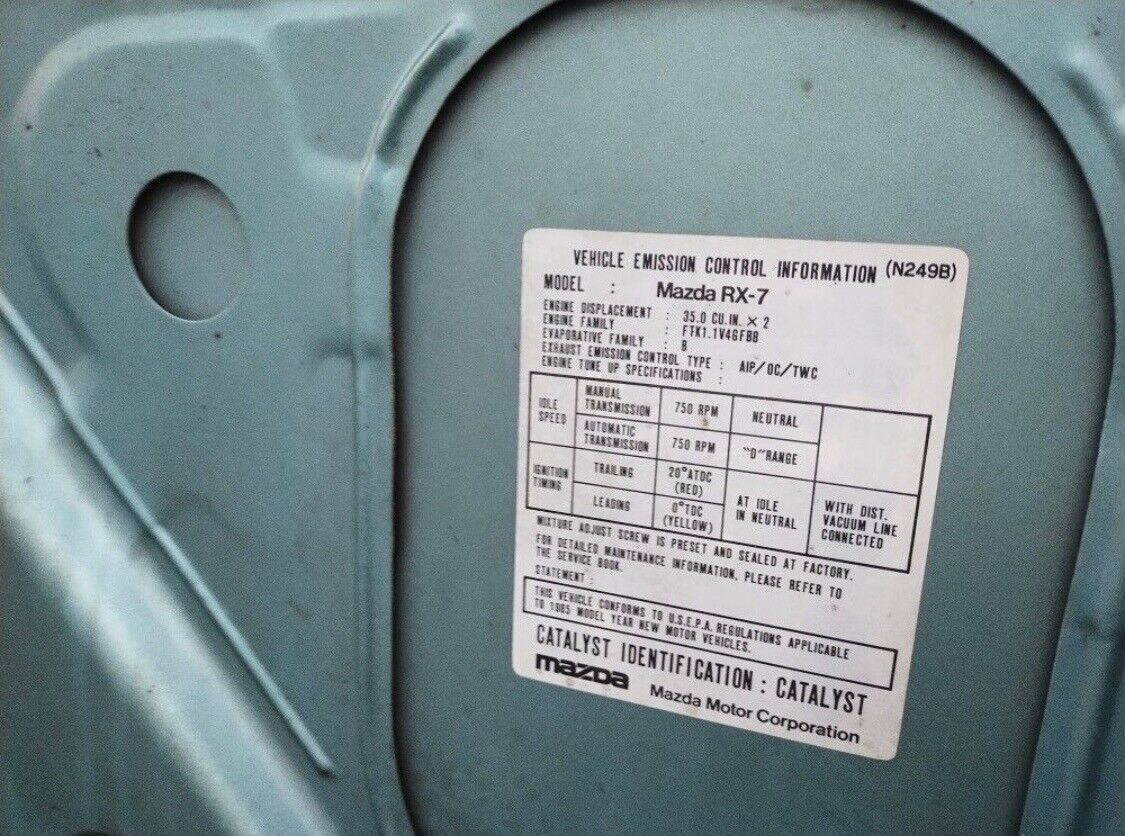 VEHICLE EMISSION CONTROL INFORMATION (N249B)
MODEL : Mazda RX-7
ENGINE DISPLACEMENT : 35.0 CU.IN. × 2
ENGINE FAMILY : FTK1.1V4GFB8
EVAPORATIVE FAMILY : B
EXHAUST EMISSION CONTROL TYPE : AIP/OC/TWC
ENGINE TUNE UP SPECIFICATIONS :
IDLE SPEED
MANUAL TRANSMISSION 750 RPM NEUTRAL
AUTOMATIC TRANSMISSION 750 RPM "D" RANGE
IGNITION TIMING
TRAILING 20° ATDC (RED)
LEADING 0° TDC (YELLOW)
AT IDLE IN NEUTRAL
WITH DIST. VACUUM LINE CONNECTED
MIXTURE ADJUST SCREW IS PRESET AND SEALED AT FACTORY.
FOR DETAILED MAINTENANCE INFORMATION, PLEASE REFER TO
THE SERVICE BOOK.
STATEMENT :
THIS VEHICLE CONFORMS TO U.S.E.P.A. REGULATIONS APPLICABLE
TO 1985 MODEL YEAR NEW MOTOR VEHICLES.
CATALYST IDENTIFICATION : CATALYST
mazDa Mazda Motor Corporation